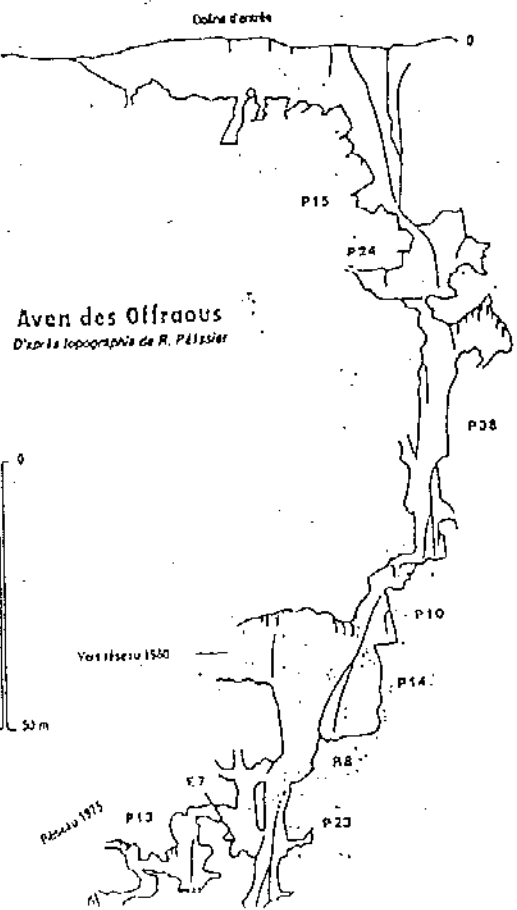 Doline d'entrée
0
P15
P24
Aven des Offraous
D'après topographie de R. Pélissier
P38
0
P10
Vers réseau 1980
P14
50 m
R8
E7
P13
P23
Réseau 1975